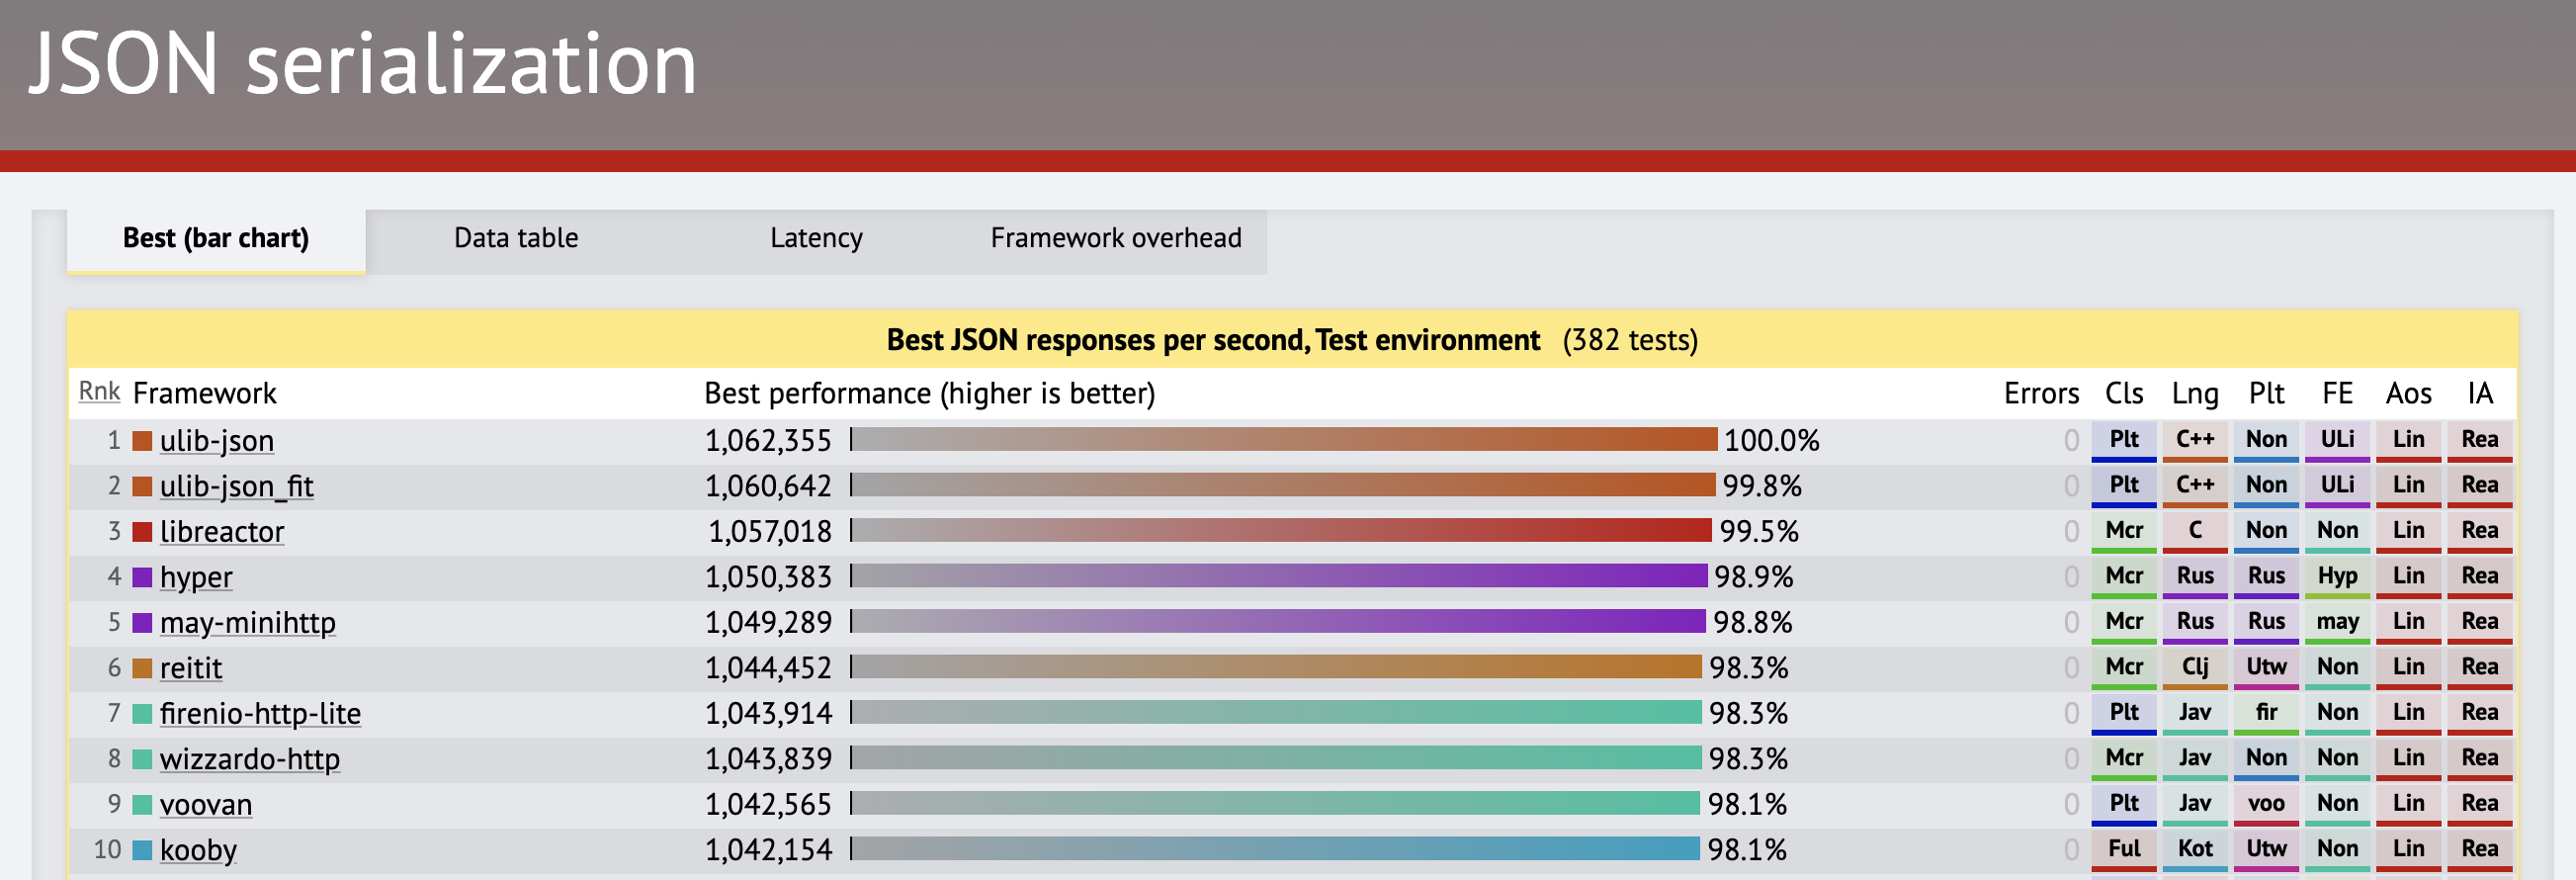 JSON serialization
Best (bar chart) Data table Latency Framework overhead
Best JSON responses per second, Test environment (382 tests)
Rnk Framework Best performance (higher is better) Errors Cls Lng Plt FE Aos IA
1 ulib-json 1,062,355 100.0% 0 Plt C++ Non ULi Lin Rea
2 ulib-json_fit 1,060,642 99.8% 0 Plt C++ Non ULi Lin Rea
3 libreactor 1,057,018 99.5% 0 Mcr C Non Non Lin Rea
4 hyper 1,050,383 98.9% 0 Mcr Rus Rus Hyp Lin Rea
5 may-minihttp 1,049,289 98.8% 0 Mcr Rus Rus may Lin Rea
6 reitit 1,044,452 98.3% 0 Mcr Clj Utw Non Lin Rea
7 firenio-http-lite 1,043,914 98.3% 0 Plt Jav fir Non Lin Rea
8 wizzardo-http 1,043,839 98.3% 0 Mcr Jav Non Non Lin Rea
9 voovan 1,042,565 98.1% 0 Plt Jav voo Non Lin Rea
10 kooby 1,042,154 98.1% 0 Ful Kot Utw Non Lin Rea